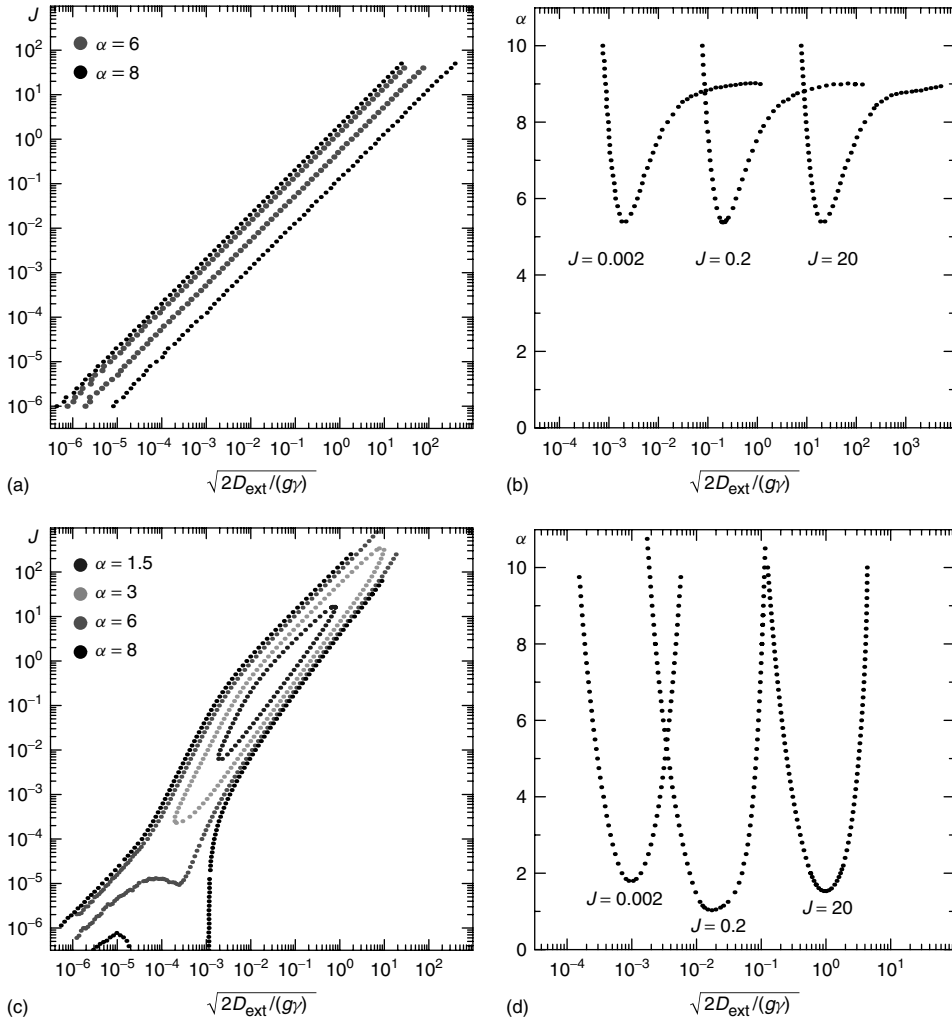 J
α = 6
α = 8
10²
10¹
10⁰
10⁻¹
10⁻²
10⁻³
10⁻⁴
10⁻⁵
10⁻⁶
10⁻⁶ 10⁻⁵ 10⁻⁴ 10⁻³ 10⁻² 10⁻¹ 10⁰ 10¹ 10²
√2D_ext/(gγ)
(a)
α
10
8
6
4
2
0
J = 0.002 J = 0.2 J = 20
10⁻⁴ 10⁻³ 10⁻² 10⁻¹ 10⁰ 10¹ 10² 10³
√2D_ext/(gγ)
(b)
J
α = 1.5
α = 3
α = 6
α = 8
10²
10¹
10⁰
10⁻¹
10⁻²
10⁻³
10⁻⁴
10⁻⁵
10⁻⁶
10⁻⁶ 10⁻⁵ 10⁻⁴ 10⁻³ 10⁻² 10⁻¹ 10⁰ 10¹ 10²
√2D_ext/(gγ)
(c)
α
10
8
6
4
2
0
J = 0.002
J = 0.2
J = 20
10⁻⁴ 10⁻³ 10⁻² 10⁻¹ 10⁰ 10¹
√2D_ext/(gγ)
(d)